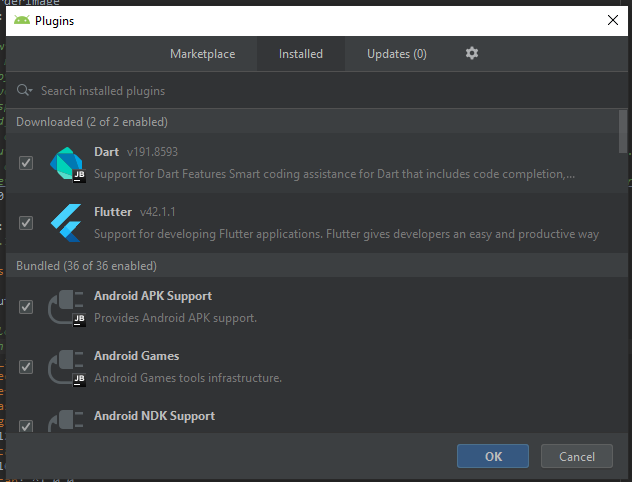 Plugins
Marketplace Installed Updates (0)
Search installed plugins
Downloaded (2 of 2 enabled)
Dart v191.8593
Support for Dart Features Smart coding assistance for Dart that includes code completion,...
JB
Flutter v42.1.1
Support for developing Flutter applications. Flutter gives developers an easy and productive way
Bundled (36 of 36 enabled)
Android APK Support
Provides Android APK support.
JB
Android Games
Android Games tools infrastructure.
JB
Android NDK Support
OK Cancel